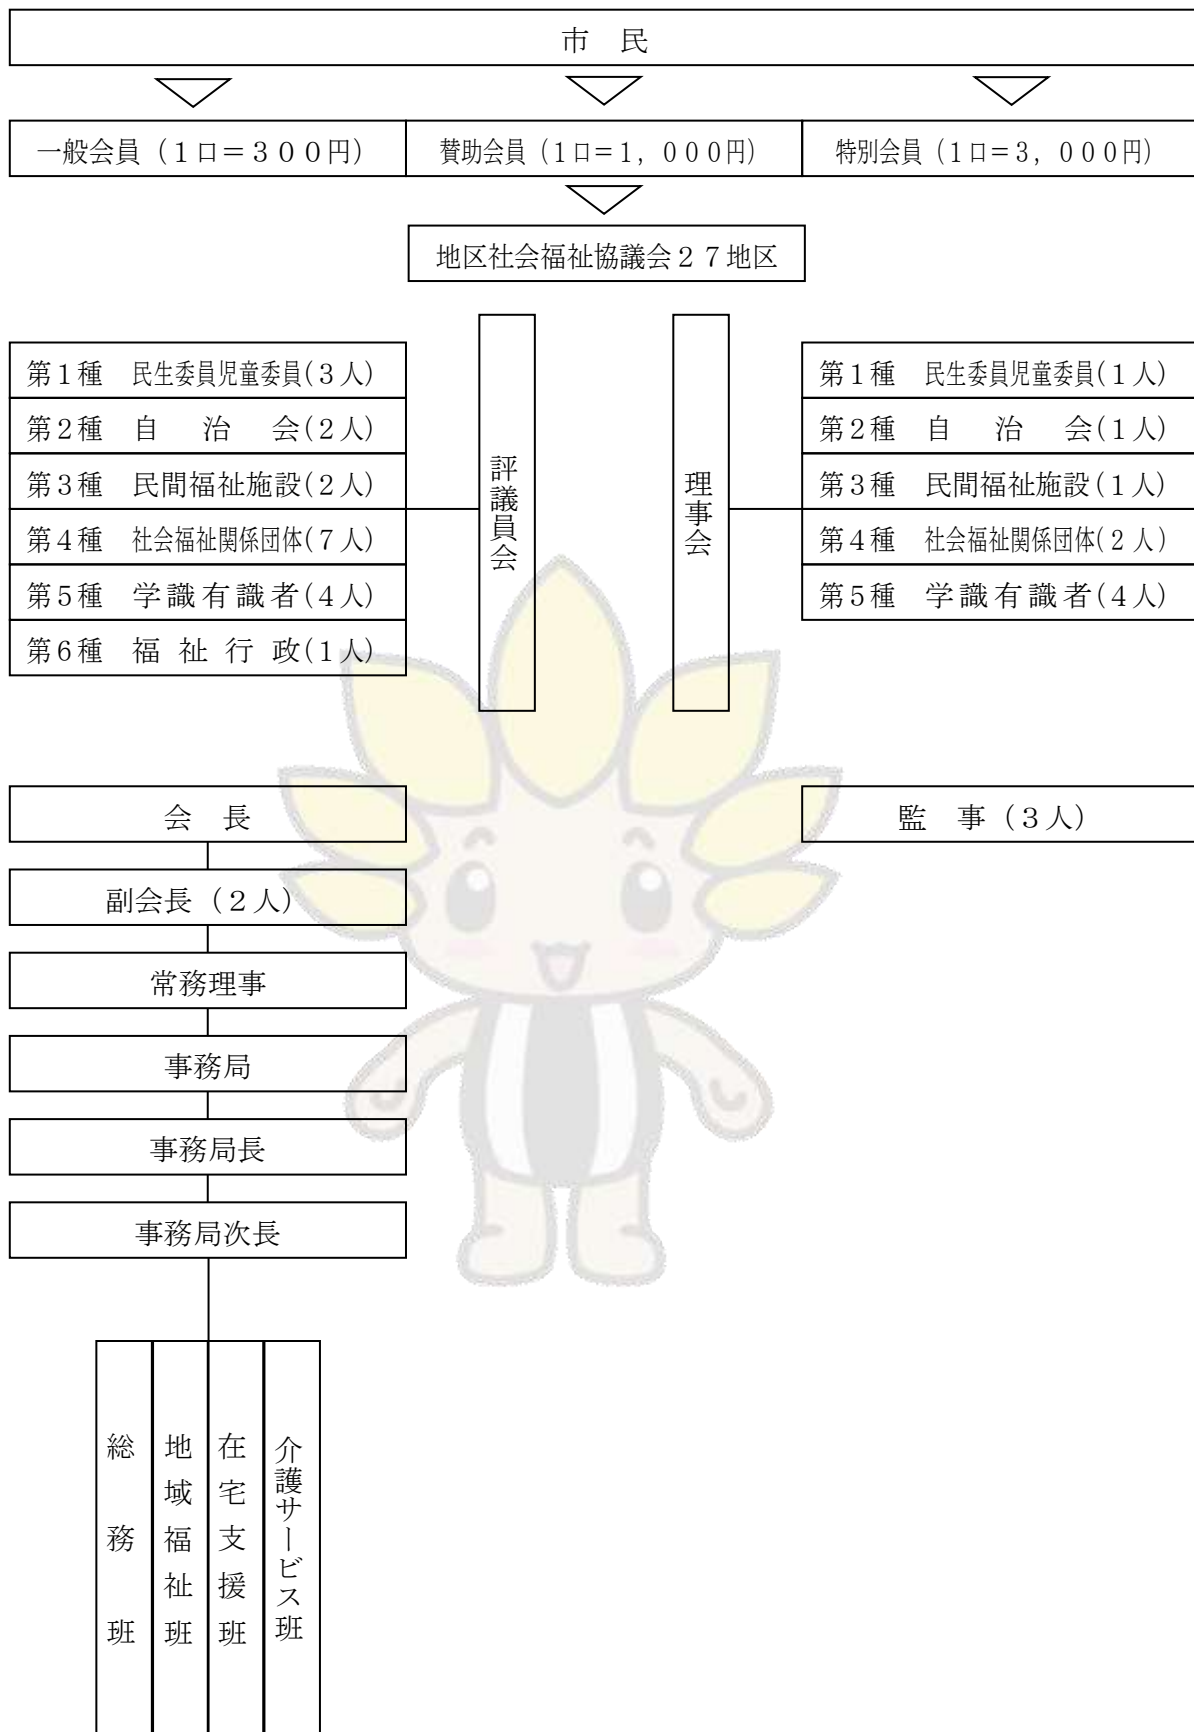 市　民
一般会員（１口＝３００円）
賛助会員（１口＝１，０００円）
特別会員（１口＝３，０００円）
地区社会福祉協議会２７地区
第１種　民生委員児童委員(３人)
第２種　自　治　会(２人)
第３種　民間福祉施設(２人)
第４種　社会福祉関係団体(７人)
第５種　学識有識者(４人)
第６種　福祉行政(１人)
評議員会
理事会
第１種　民生委員児童委員(１人)
第２種　自　治　会(１人)
第３種　民間福祉施設(１人)
第４種　社会福祉関係団体(２人)
第５種　学識有識者(４人)
会　長
監　事（３人）
副会長（２人）
常務理事
事務局
事務局長
事務局次長
総務班
地域福祉班
在宅支援班
介護サービス班